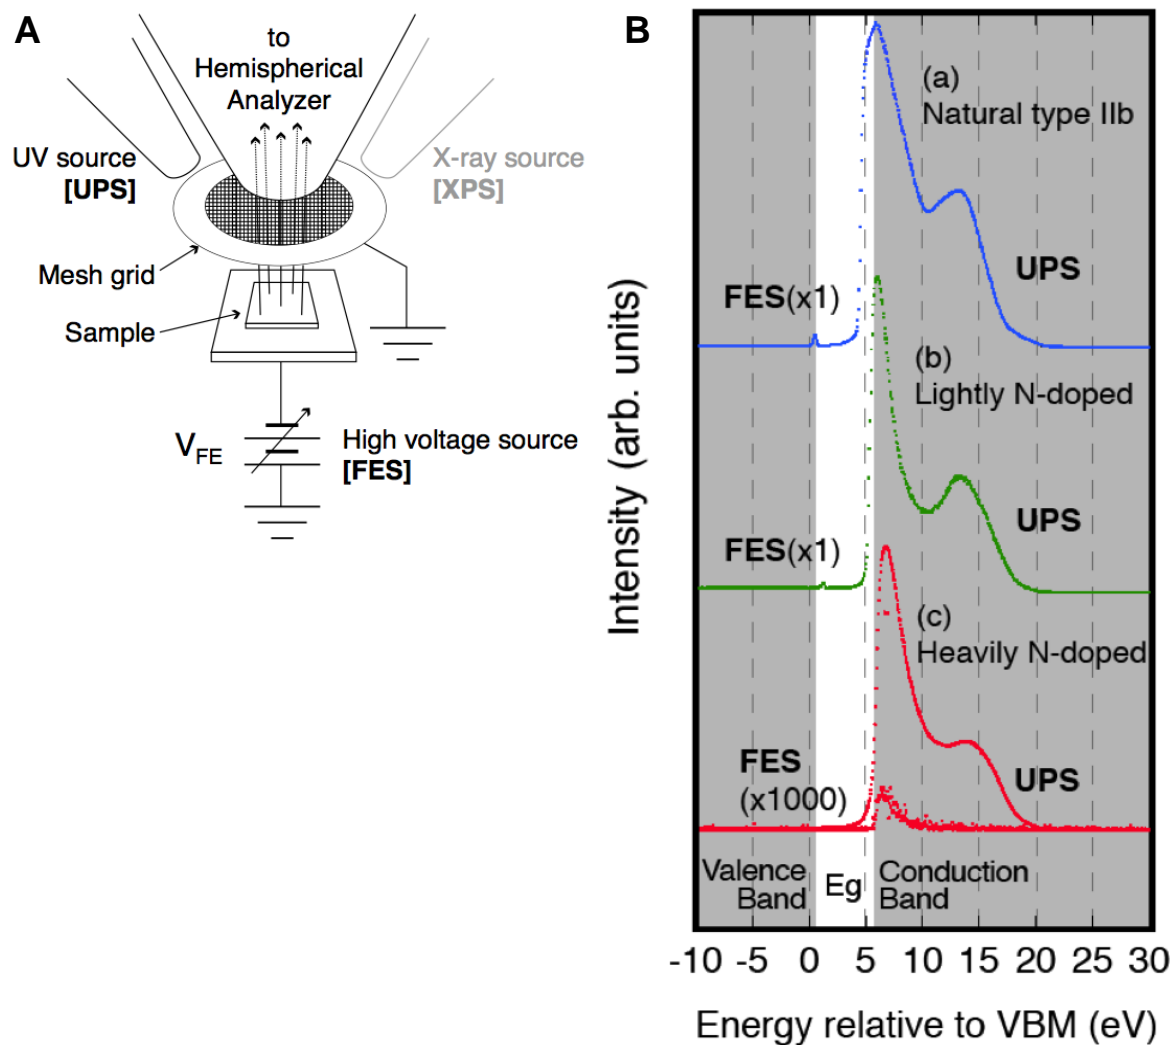 A
to
Hemispherical
Analyzer
UV source
[UPS]
X-ray source
[XPS]
Mesh grid
Sample
VFE
High voltage source
[FES]
B
Intensity (arb. units)
(a)
Natural type IIb
UPS
FES(x1)
(b)
Lightly N-doped
UPS
FES(x1)
(c)
Heavily N-doped
FES
(x1000)
UPS
Valence
Band
Eg
Conduction
Band
-10 -5 0 5 10 15 20 25 30
Energy relative to VBM (eV)